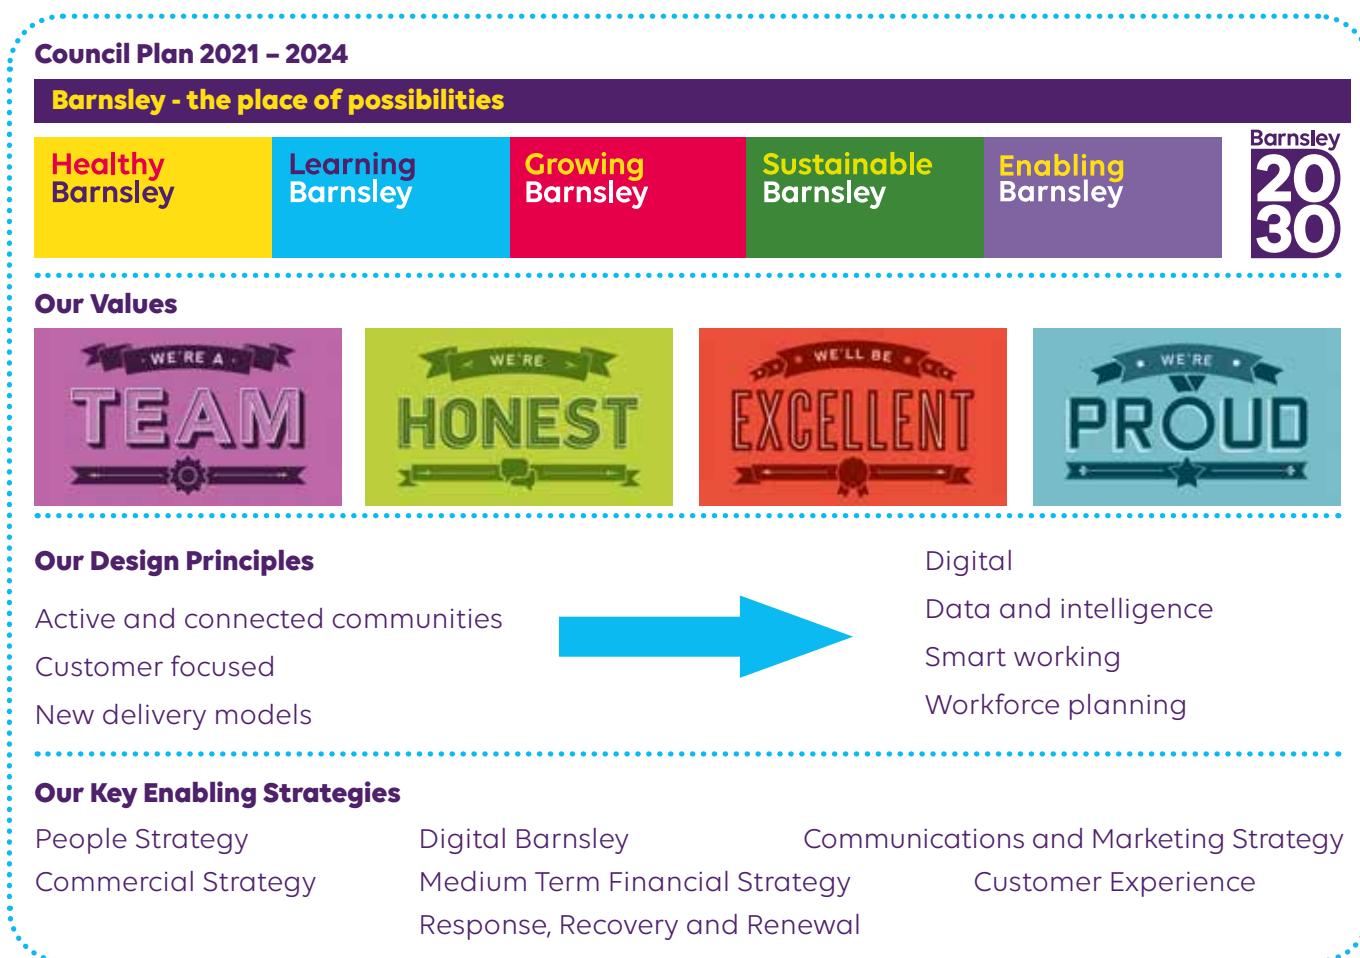 Council Plan 2021 – 2024
Barnsley - the place of possibilities
Healthy
Barnsley
Learning
Barnsley
Growing
Barnsley
Sustainable
Barnsley
Enabling
Barnsley
Barnsley
20
30
Our Values
WE'RE A
TEAM
WE'RE
HONEST
WE'LL BE
EXCELLENT
WE'RE
PROUD
Our Design Principles
Active and connected communities
Customer focused
New delivery models
Digital
Data and intelligence
Smart working
Workforce planning
Our Key Enabling Strategies
People Strategy
Commercial Strategy
Digital Barnsley
Medium Term Financial Strategy
Response, Recovery and Renewal
Communications and Marketing Strategy
Customer Experience